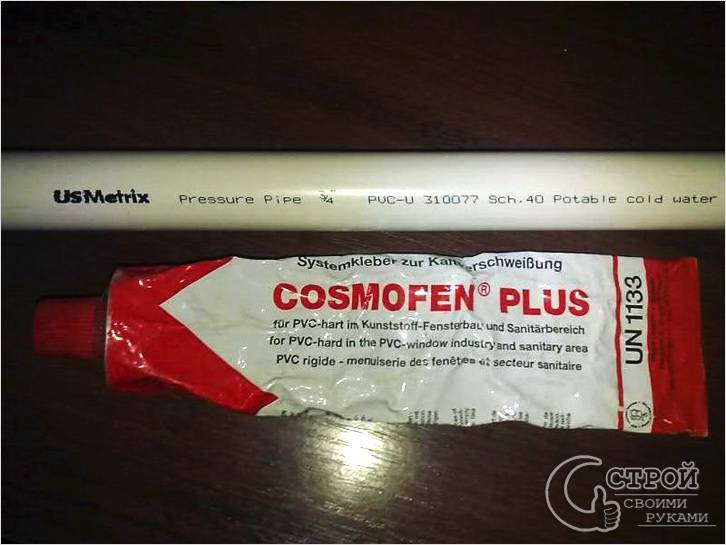 UsMetrix Pressure Pipe 3/4 PVC-U 310077 Sch.40 Potable cold water
Systemkleber zur Kantenverschweißung
COSMOFEN® PLUS
für PVC-hart im Kunststoff-Fensterbau und Sanitärbereich
for PVC-hard in the PVC-window industry and sanitary area
PVC rigide - menuiserie des fenêtres et secteur sanitaire
UN 1133
СТРОЙ
СВОИМИ
РУКАМИ